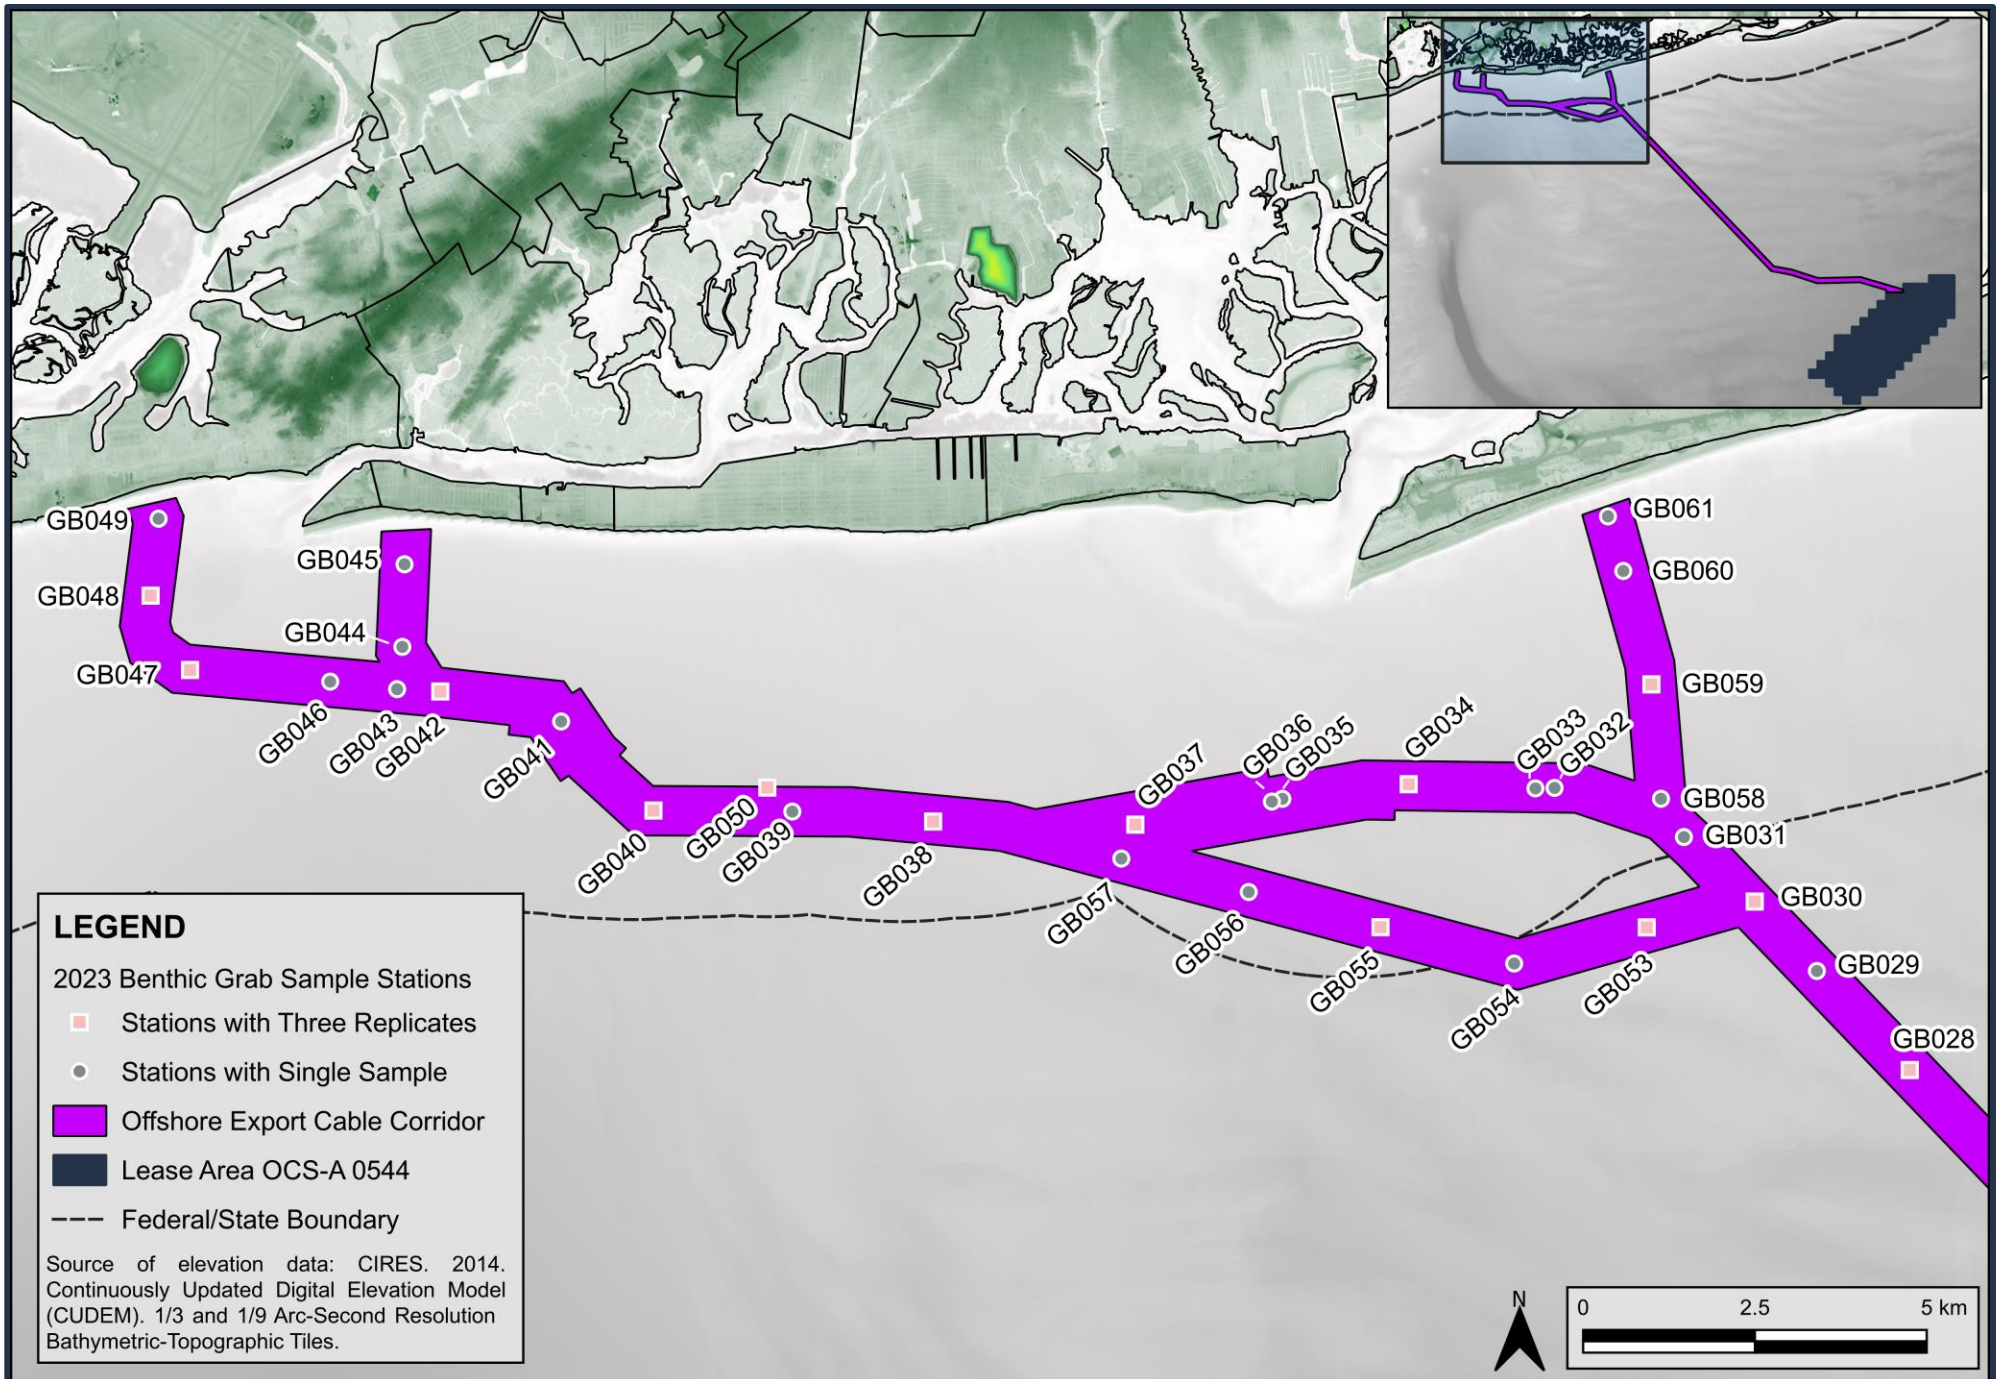 GB049
GB061
GB045
GB060
GB048
GB044
GB047
GB059
GB046
GB043
GB042
GB041
GB036
GB035
GB034
GB033
GB032
GB037
GB058
GB031
GB040
GB050
GB039
GB038
GB057
GB056
GB055
GB054
GB053
GB030
GB029
GB028
LEGEND
2023 Benthic Grab Sample Stations
Stations with Three Replicates
Stations with Single Sample
Offshore Export Cable Corridor
Lease Area OCS-A 0544
Federal/State Boundary
Source of elevation data: CIRES. 2014.
Continuously Updated Digital Elevation Model
(CUDEM). 1/3 and 1/9 Arc-Second Resolution
Bathymetric-Topographic Tiles.
N
0 2.5 5 km